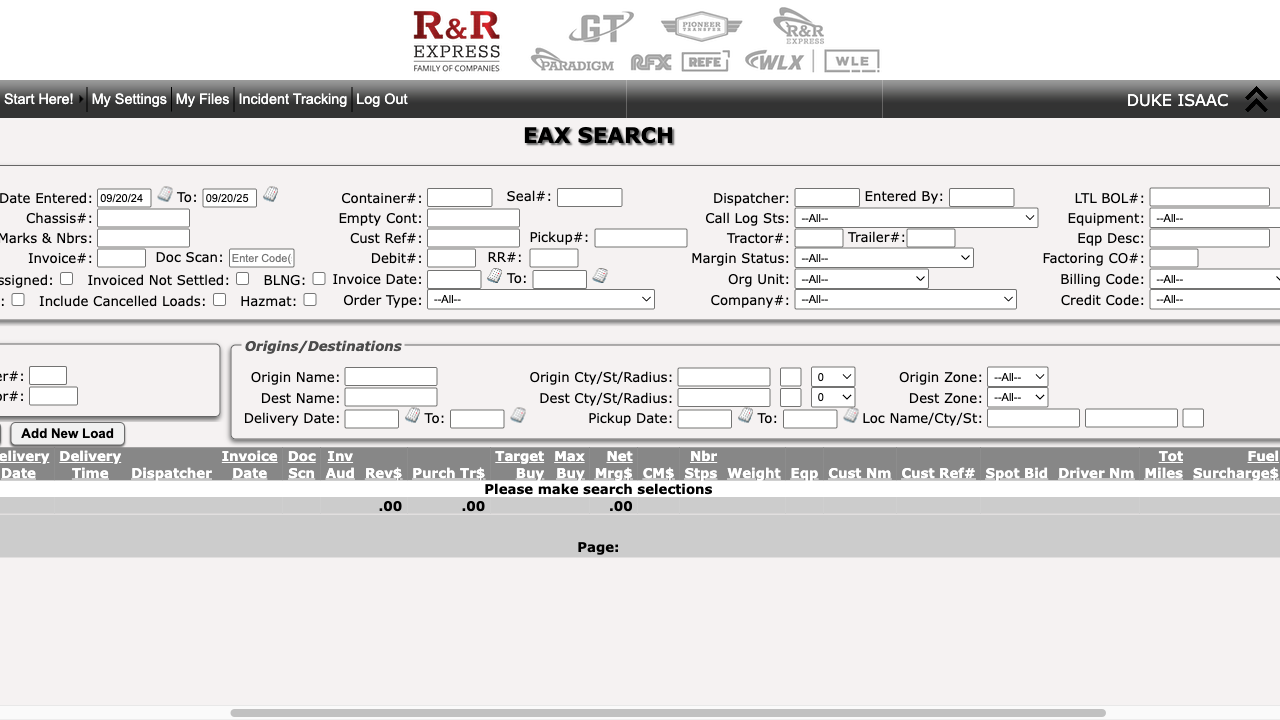 R&R
EXPRESS
FAMILY OF COMPANIES
GT
PIONEER
TRANSFER
R&R
EXPRESS
PARADIGM
RFX
REFE
WLX
WLE
Start Here! My Settings My Files Incident Tracking Log Out DUKE ISAAC
EAX SEARCH
Date Entered: 09/20/24 To: 09/20/25 Container#: Seal#: Dispatcher: Entered By: LTL BOL#:
Chassis#: Empty Cont: Call Log Sts: --All-- Equipment: --All--
Marks & Nbrs: Cust Ref#: Pickup#: Tractor#: Trailer#: Eqp Desc:
Invoice#: Doc Scan: Enter Code( Debit#: RR#: Margin Status: --All-- Factoring CO#:
ssigned: Invoiced Not Settled: BLNG: Invoice Date: To: Org Unit: --All-- Billing Code: --All--
: Include Cancelled Loads: Hazmat: Order Type: --All-- Company#: --All-- Credit Code: --All--
Origins/Destinations
er#: Origin Name: Origin Cty/St/Radius: 0 Origin Zone: --All--
or#: Dest Name: Dest Cty/St/Radius: 0 Dest Zone: --All--
Delivery Date: To: Pickup Date: To: Loc Name/Cty/St:
Add New Load
elivery Delivery Invoice Doc Inv Target Max Net Nbr Tot Fuel
Date Time Dispatcher Date Scn Aud Rev$ Purch Tr$ Buy Buy Mrg$ CM$ Stps Weight Eqp Cust Nm Cust Ref# Spot Bid Driver Nm Miles Surcharge$
Please make search selections
.00 .00 .00
Page: